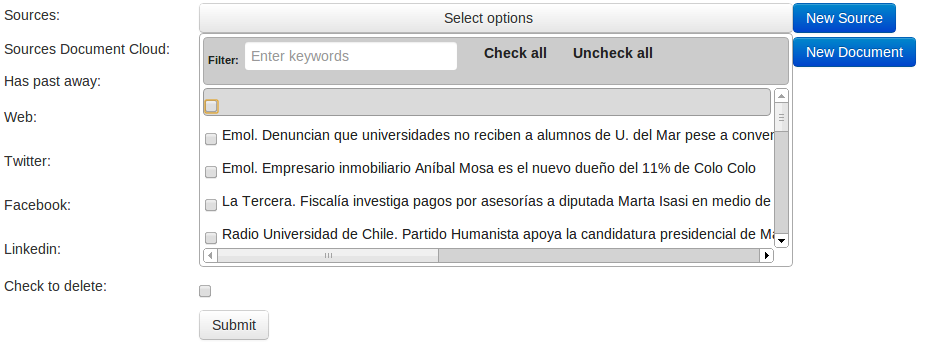 Sources:
Select options
New Source
Sources Document Cloud:
New Document
Filter:
Enter keywords
Check all
Uncheck all
Has past away:
Web:
Emol. Denuncian que universidades no reciben a alumnos de U. del Mar pese a
Twitter:
Emol. Empresario inmobiliario Aníbal Mosa es el nuevo dueño del 11% de Colo Colo
Facebook:
La Tercera. Fiscalía investiga pagos por asesorías a diputada Marta Isasi en medio de
Radio Universidad de Chile. Partido Humanista apoya la candidatura presidencial de
Linkedin:
Check to delete:
Submit